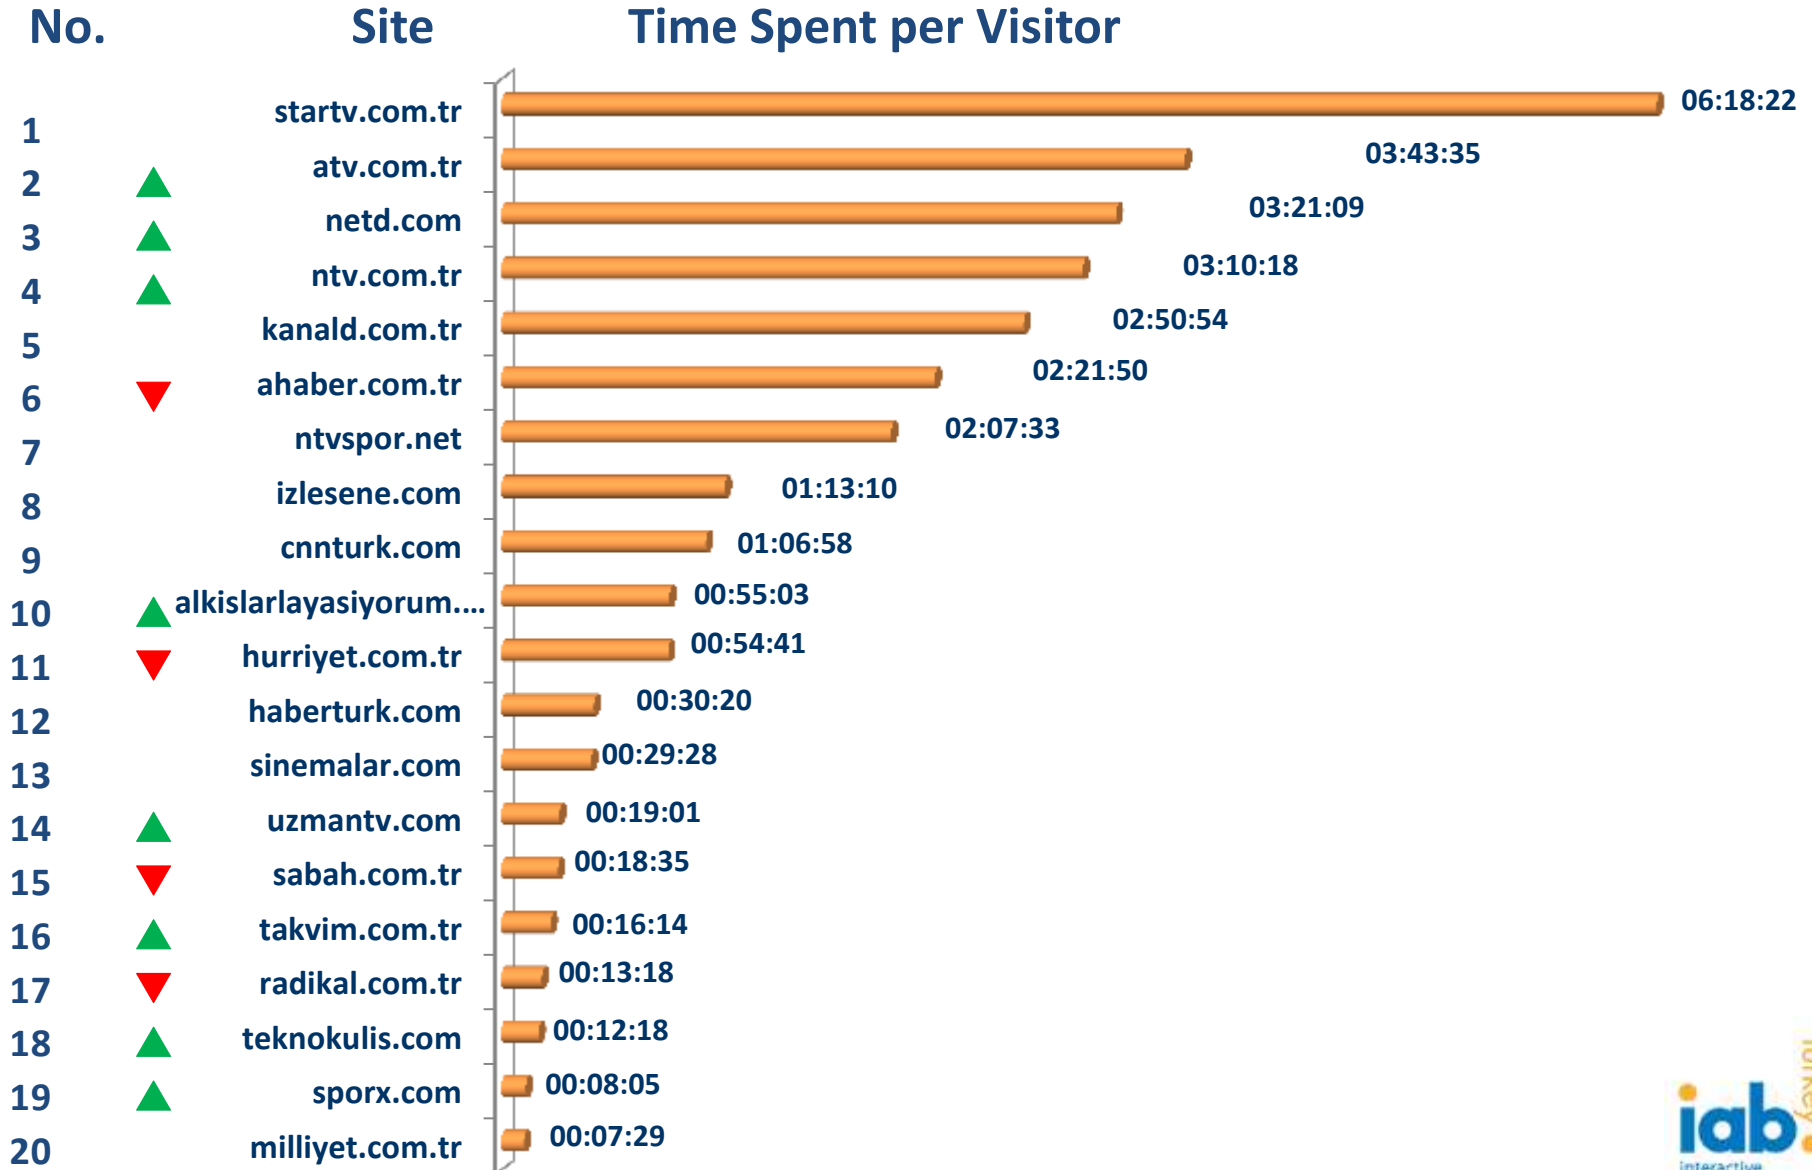 No. Site Time Spent per Visitor
1 startv.com.tr 06:18:22
2 atv.com.tr 03:43:35
3 netd.com 03:21:09
4 ntv.com.tr 03:10:18
5 kanald.com.tr 02:50:54
6 ahaber.com.tr 02:21:50
7 ntvspor.net 02:07:33
8 izlesene.com 01:13:10
9 cnnturk.com 01:06:58
10 alkislarlayasiyorum.... 00:55:03
11 hurriyet.com.tr 00:54:41
12 haberturk.com 00:30:20
13 sinemalar.com 00:29:28
14 uzmantv.com 00:19:01
15 sabah.com.tr 00:18:35
16 takvim.com.tr 00:16:14
17 radikal.com.tr 00:13:18
18 teknokulis.com 00:12:18
19 sporx.com 00:08:05
20 milliyet.com.tr 00:07:29
iab.
interactive